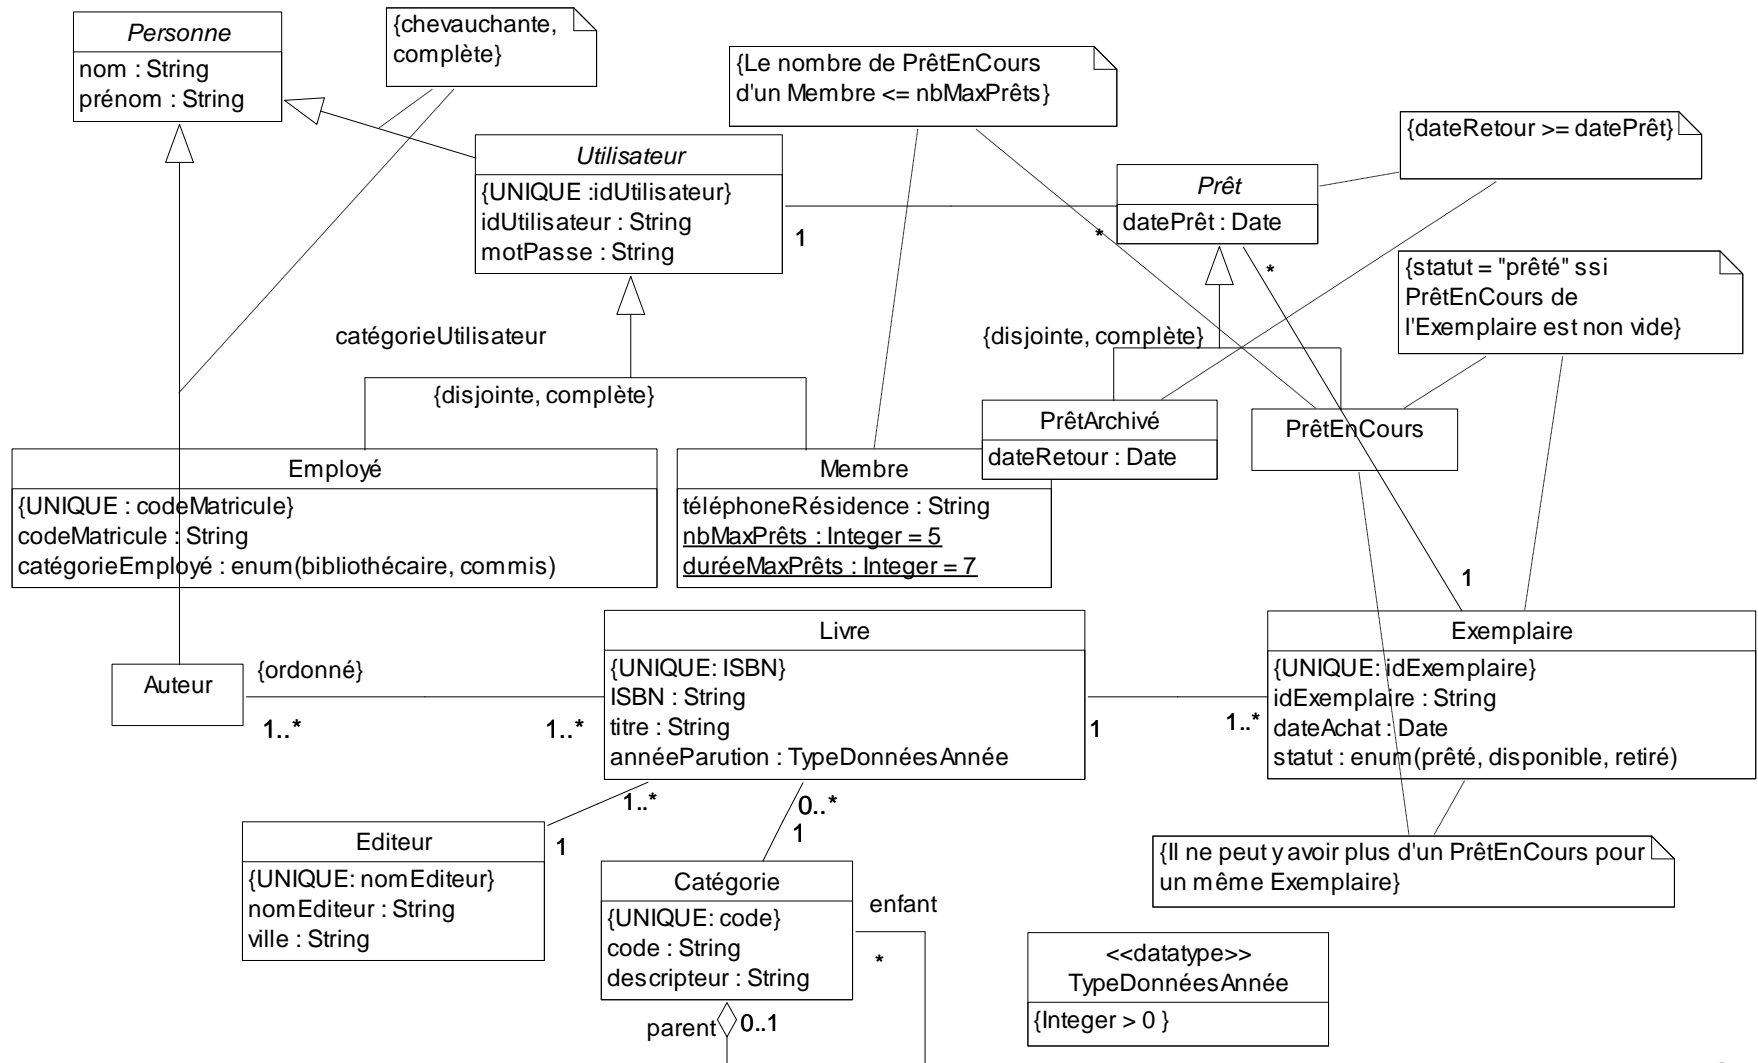 Personne
nom : String
prénom : String
{chevauchante,
complète}
{Le nombre de PrêtEnCours
d'un Membre <= nbMaxPrêts}
{dateRetour >= datePrêt}
Utilisateur
{UNIQUE :idUtilisateur}
idUtilisateur : String
motPasse : String
1
*
Prêt
datePrêt : Date
*
{statut = "prêté" ssi
PrêtEnCours de
l'Exemplaire est non vide}
catégorieUtilisateur
{disjointe, complète}
{disjointe, complète}
PrêtArchivé
dateRetour : Date
PrêtEnCours
Employé
{UNIQUE : codeMatricule}
codeMatricule : String
catégorieEmployé : enum(bibliothécaire, commis)
Membre
téléphoneRésidence : String
nbMaxPrêts : Integer = 5
duréeMaxPrêts : Integer = 7
1
Auteur
{ordonné}
1..*
1..*
Livre
{UNIQUE: ISBN}
ISBN : String
titre : String
annéeParution : TypeDonnéesAnnée
1
1..*
Exemplaire
{UNIQUE: idExemplaire}
idExemplaire : String
dateAchat : Date
statut : enum(prêté, disponible, retiré)
1..*
0..*
1
1
Editeur
{UNIQUE: nomEditeur}
nomEditeur : String
ville : String
Catégorie
{UNIQUE: code}
code : String
descripteur : String
enfant
*
parent
0..1
{Il ne peut y avoir plus d'un PrêtEnCours pour
un même Exemplaire}
<<datatype>>
TypeDonnéesAnnée
{Integer > 0 }